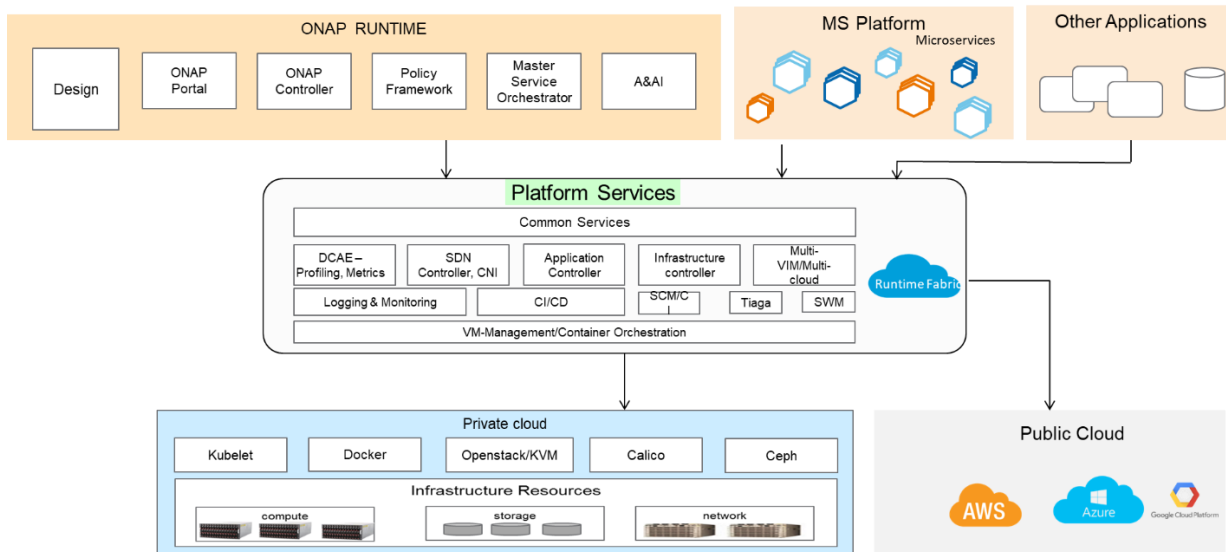 ONAP RUNTIME
Design
ONAP
Portal
ONAP
Controller
Policy
Framework
Master
Service
Orchestrator
A&AI
MS Platform
Microservices
Other Applications
Platform Services
Common Services
DCAE –
Profiling, Metrics
SDN
Controller, CNI
Application
Controller
Infrastructure
controller
Multi-
VIM/Multi-
cloud
Logging & Monitoring
CI/CD
SCM/C
I
Tiaga
SWM
VM-Management/Container Orchestration
Runtime Fabric
Private cloud
Kubelet
Docker
Openstack/KVM
Calico
Ceph
Infrastructure Resources
compute
storage
network
Public Cloud
AWS
Azure
Google Cloud Platform